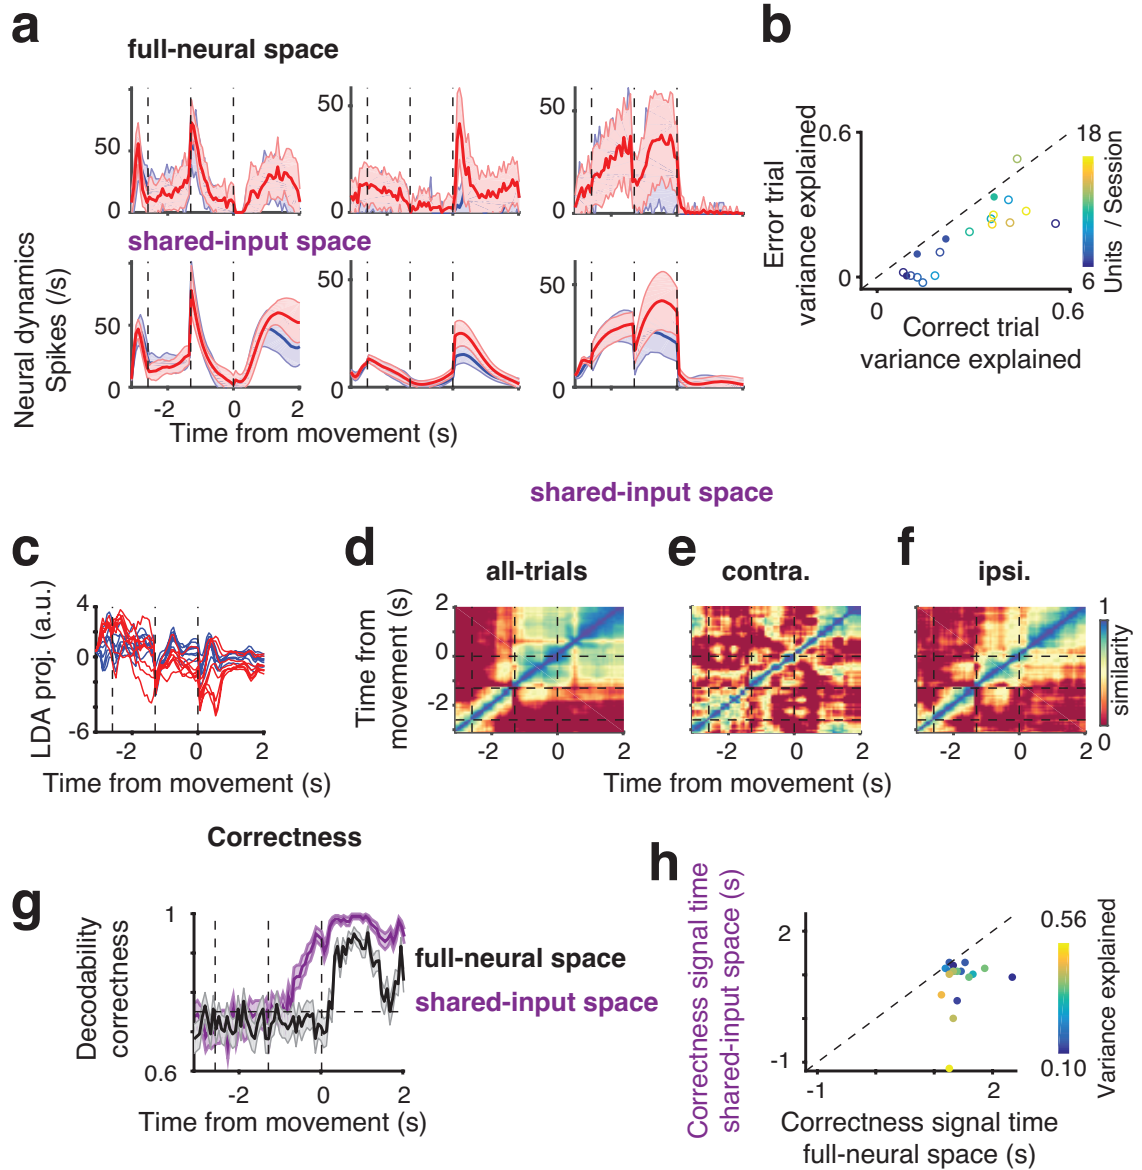 a
full-neural space
50
0
50
0
50
0
shared-input space
50
0
50
0
50
0
-2
0
2
Neural dynamics
Spikes (/s)
Time from movement (s)
b
0.6
0
Error trial
variance explained
0
0.6
Correct trial
variance explained
18
6
Units / Session
shared-input space
c
4
0
-6
LDA proj. (a.u.)
-2
0
2
Time from movement (s)
d
all-trials
2
0
-2
Time from
movement (s)
-2
0
2
e
contra.
-2
0
2
Time from movement (s)
f
ipsi.
-2
0
2
1
0
similarity
Correctness
g
1
0.6
Decodability
correctness
-2
0
2
Time from movement (s)
full-neural space
shared-input space
h
2
-1
Correctness signal time
shared-input space (s)
-1
2
Correctness signal time
full-neural space (s)
0.56
0.10
Variance explained